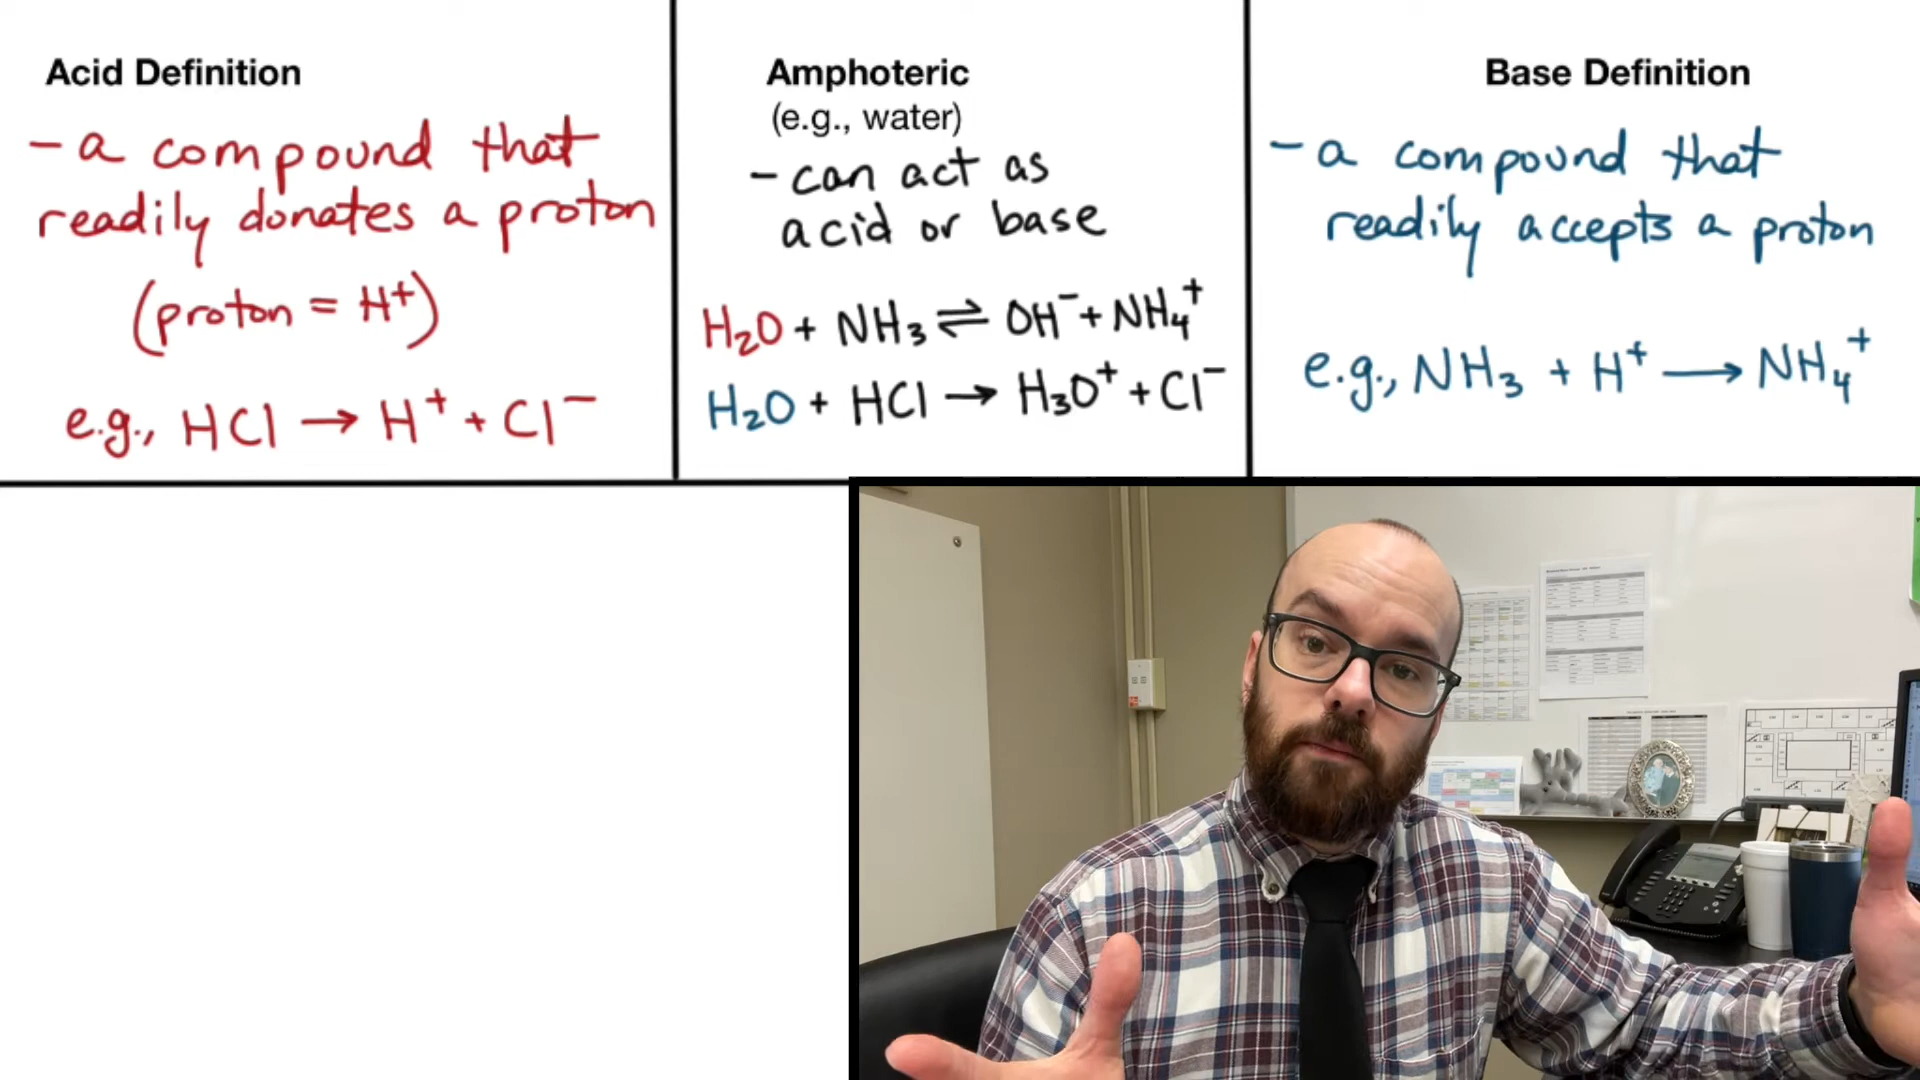 Acid Definition
- a compound that
readily donates a proton
(proton = H⁺)
e.g., HCl → H⁺ + Cl⁻
Amphoteric
(e.g., water)
- can act as
acid or base
H₂O + NH₃ ⇌ OH⁻ + NH₄⁺
H₂O + HCl → H₃O⁺ + Cl⁻
Base Definition
- a compound that
readily accepts a proton
e.g., NH₃ + H⁺ → NH₄⁺